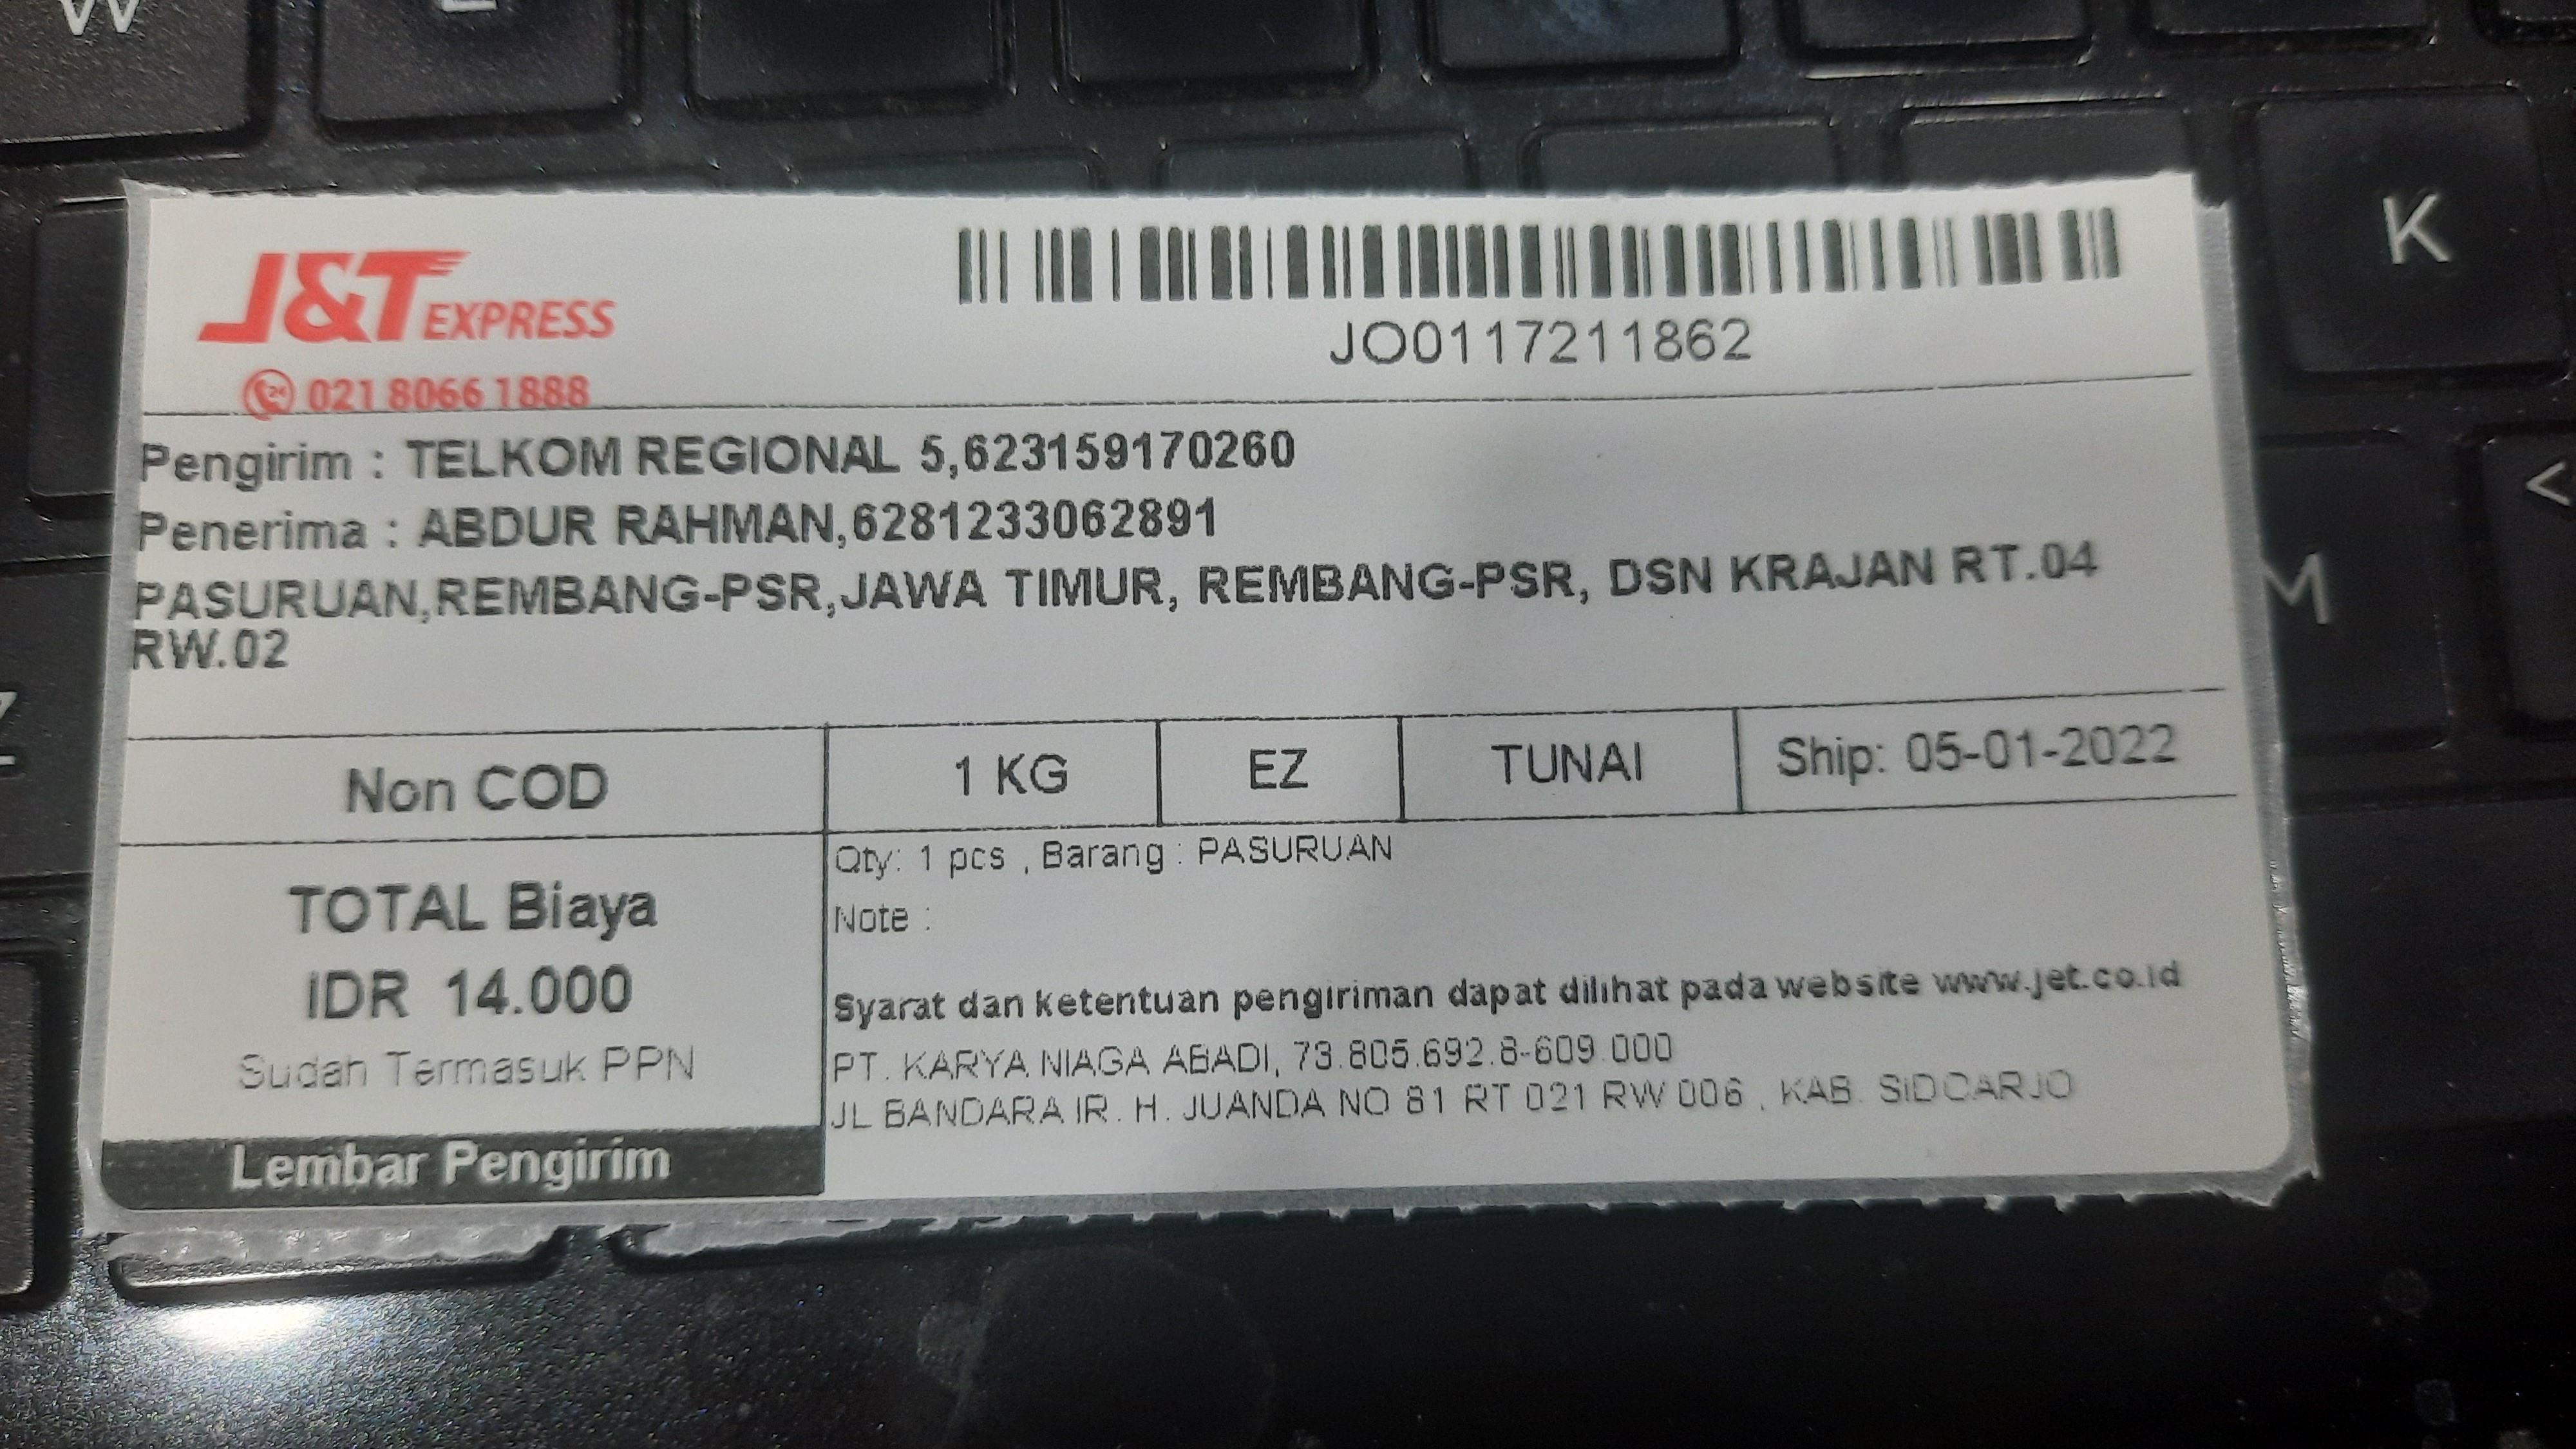 J&T EXPRESS
021 8066 1888
JO0117211862
Pengirim : TELKOM REGIONAL 5,623159170260
Penerima : ABDUR RAHMAN,6281233062891
PASURUAN,REMBANG-PSR,JAWA TIMUR, REMBANG-PSR, DSN KRAJAN RT.04
RW.02
Non COD 1 KG EZ TUNAI Ship: 05-01-2022
TOTAL Biaya
IDR 14.000
Sudah Termasuk PPN
Lembar Pengirim
Qty: 1 pcs , Barang : PASURUAN
Note :
Syarat dan ketentuan pengiriman dapat dilihat pada website www.jet.co.id
PT. KARYA NIAGA ABADI, 73.805.692.8-609.000
JL BANDARA IR. H. JUANDA NO 81 RT 021 RW 006 , KAB. SIDOARJO
Z
W
M
K
<